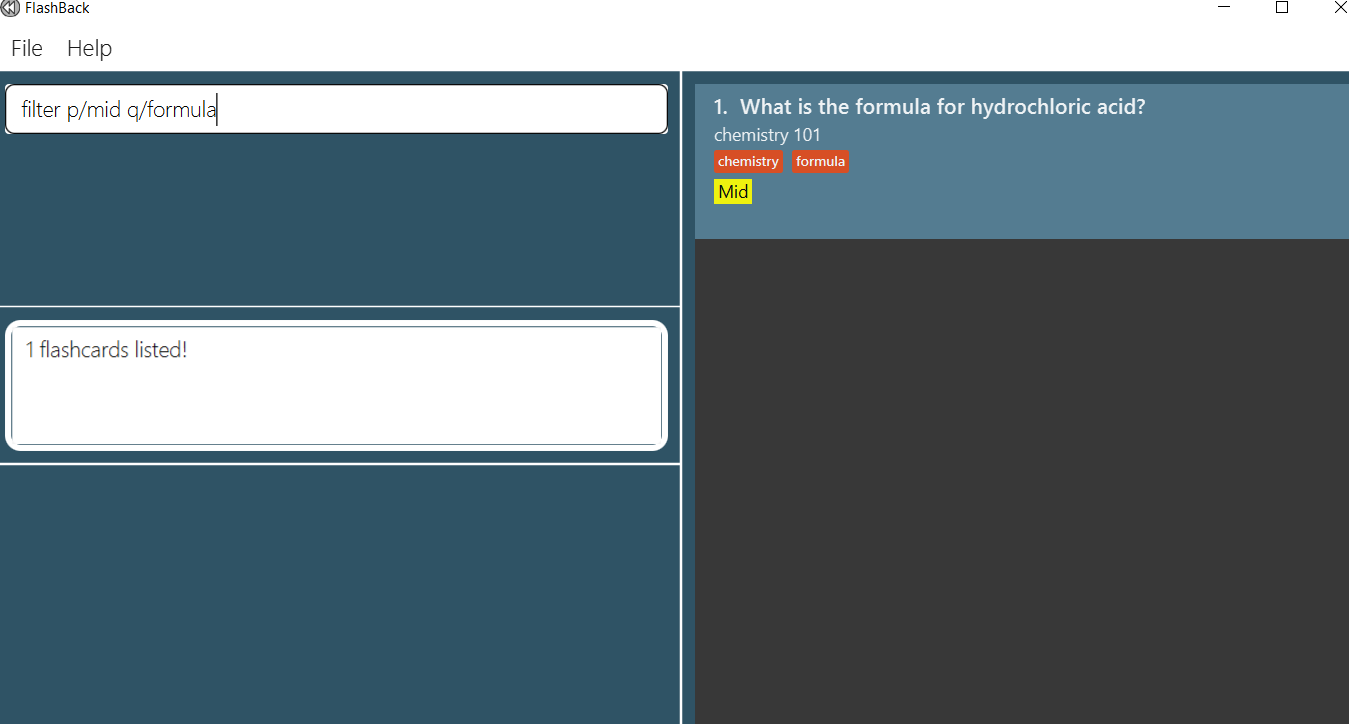 FlashBack
File Help
filter p/mid q/formula
1 flashcards listed!
1. What is the formula for hydrochloric acid?
chemistry 101
chemistry formula
Mid